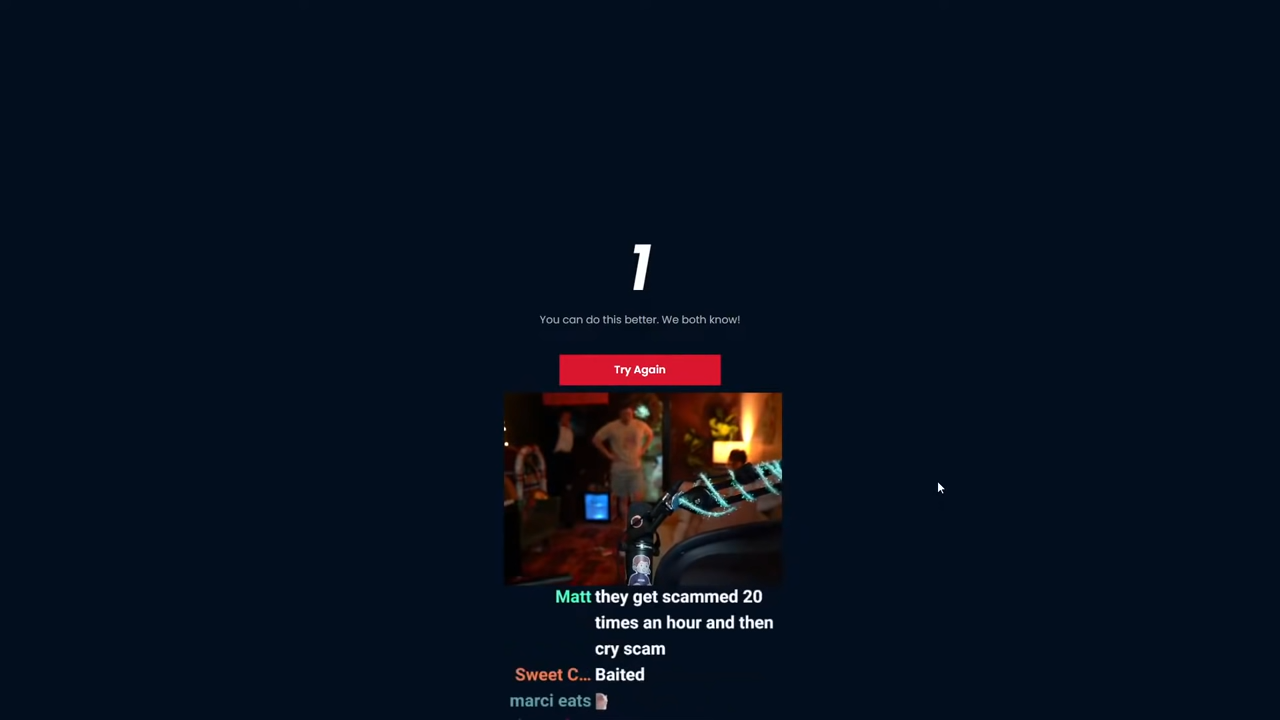 1
You can do this better. We both know!
Try Again
Matt they get scammed 20
times an hour and then
cry scam
Sweet C... Baited
marci eats